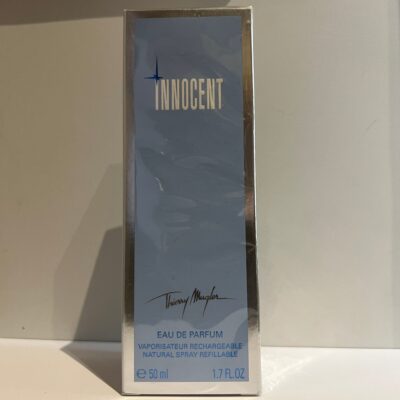 INNOCENT
Thierry Mugler
EAU DE PARFUM
VAPORISATEUR RECHARGEABLE
NATURAL SPRAY REFILLABLE
℮ 50 ml 1.7 FL.OZ